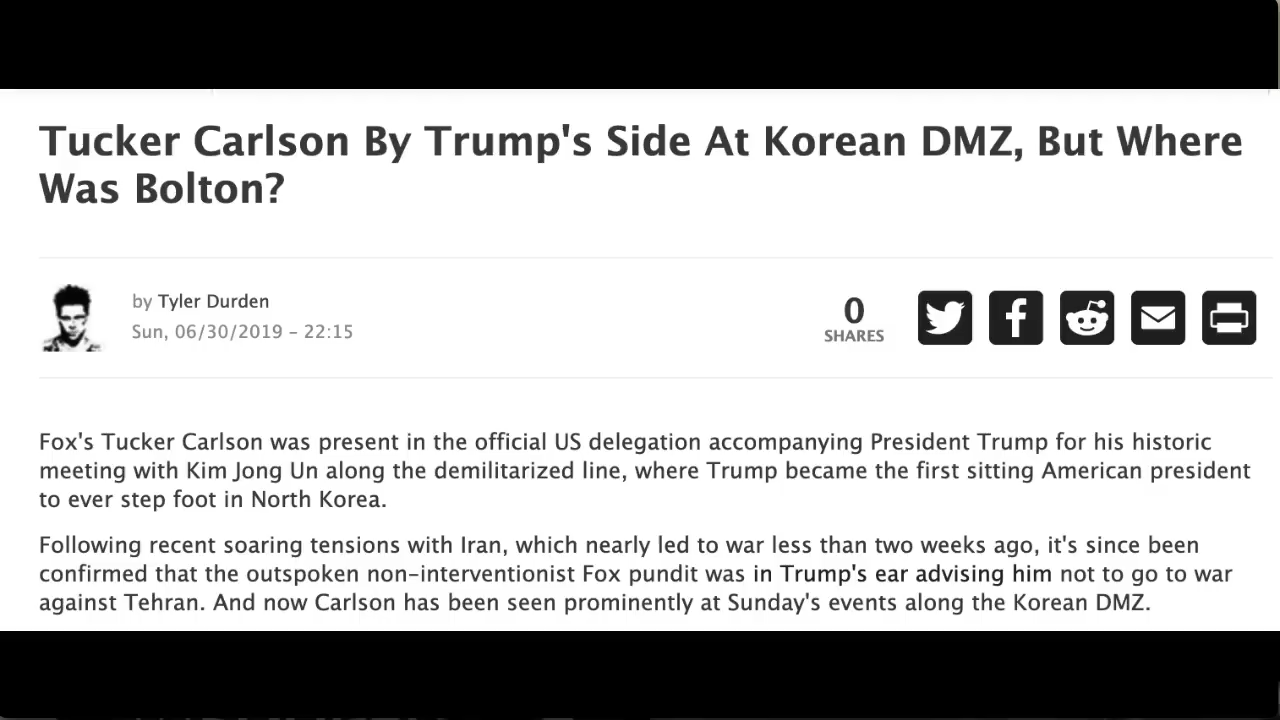 Tucker Carlson By Trump's Side At Korean DMZ, But Where
Was Bolton?
by Tyler Durden
Sun, 06/30/2019 - 22:15
0
SHARES
Fox's Tucker Carlson was present in the official US delegation accompanying President Trump for his historic
meeting with Kim Jong Un along the demilitarized line, where Trump became the first sitting American president
to ever step foot in North Korea.
Following recent soaring tensions with Iran, which nearly led to war less than two weeks ago, it's since been
confirmed that the outspoken non-interventionist Fox pundit was in Trump's ear advising him not to go to war
against Tehran. And now Carlson has been seen prominently at Sunday's events along the Korean DMZ.